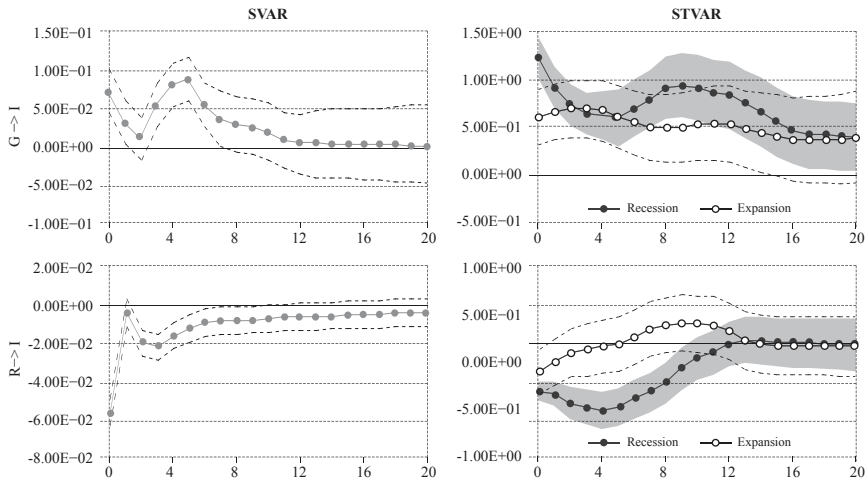 SVAR
STVAR
G −> I
1.50E−01
1.00E−01
5.00E−02
0.00E+00
-5.00E−02
-1.00E−01
0 4 8 12 16 20
1.50E+00
1.00E+00
5.00E−01
0.00E+00
-5.00E−01
Recession Expansion
0 4 8 12 16 20
R−> I
2.00E−02
0.00E+00
-2.00E−02
-4.00E−02
-6.00E−02
-8.00E−02
0 4 8 12 16 20
1.00E+00
5.00E−01
0.00E+00
-5.00E−01
-1.00E+00
Recession Expansion
0 4 8 12 16 20